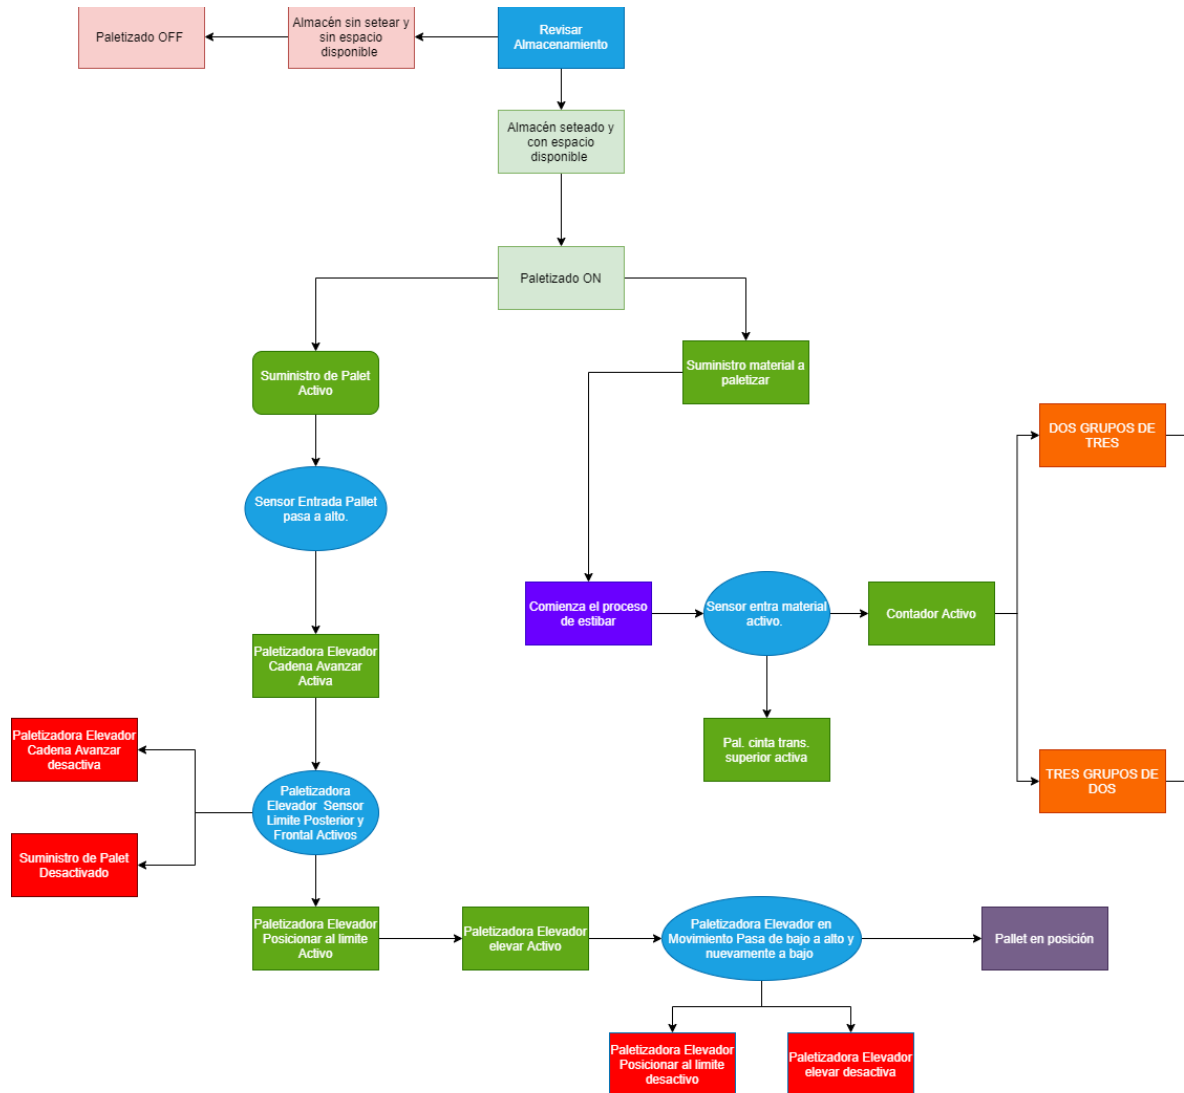 Paletizado OFF
Almacén sin setear y
sin espacio
disponible
Revisar
Almacenamiento
Almacén seteado y
con espacio
disponible
Paletizado ON
Suministro de Palet
Activo
Suministro material a
paletizar
Sensor Entrada Pallet
pasa a alto.
DOS GRUPOS DE
TRES
Comienza el proceso
de estibar
Sensor entra material
activo.
Contador Activo
Paletizadora Elevador
Cadena Avanzar
Activa
Pal. cinta trans.
superior activa
TRES GRUPOS DE
DOS
Paletizadora Elevador
Cadena Avanzar
desactiva
Paletizadora
Elevador Sensor
Limite Posterior y
Frontal Activos
Suministro de Palet
Desactivado
Paletizadora Elevador
Posicionar al limite
Activo
Paletizadora Elevador
elevar Activo
Paletizadora Elevador en
Movimiento Pasa de bajo a alto y
nuevamente a bajo
Pallet en posición
Paletizadora Elevador
Posicionar al limite
desactivo
Paletizadora Elevador
elevar desactiva